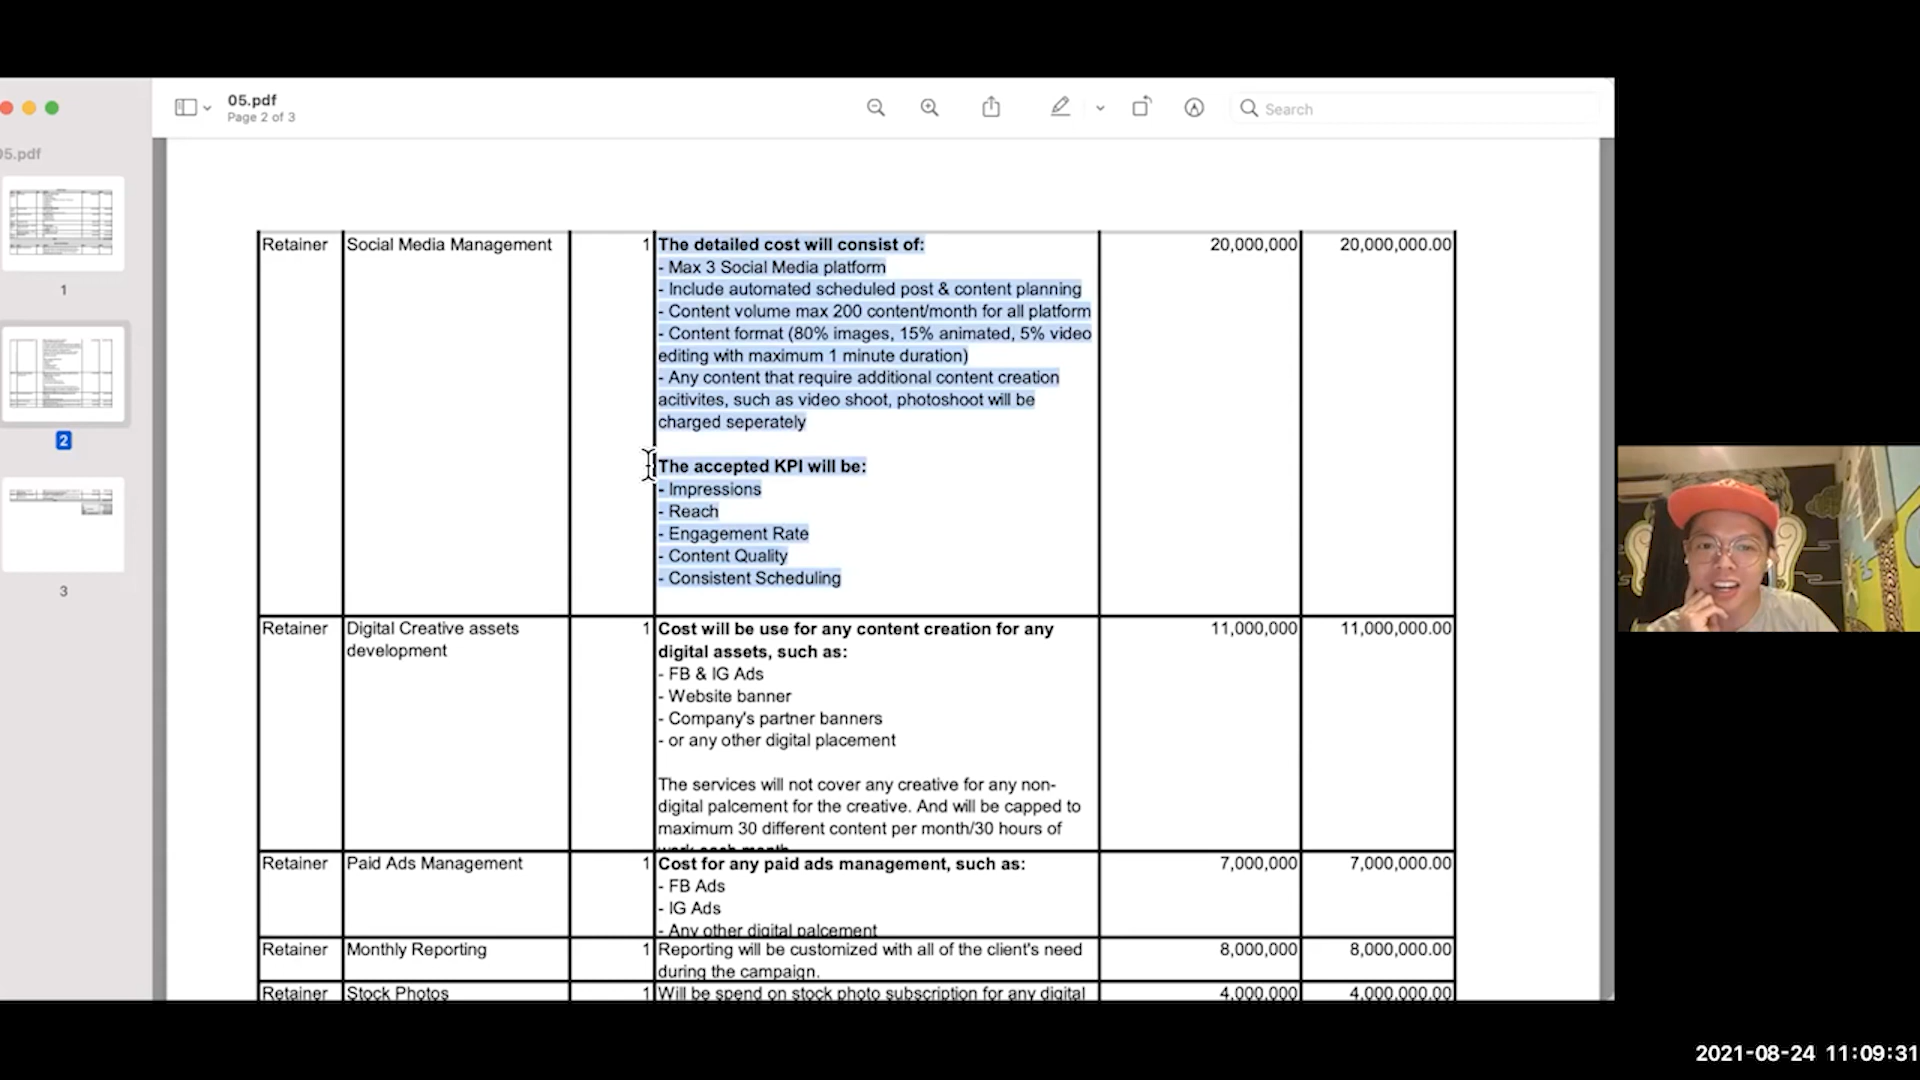 05.pdf
Page 2 of 3
Search
05.pdf
1
2
3
Retainer Social Media Management 1 The detailed cost will consist of: 20,000,000 20,000,000.00
- Max 3 Social Media platform
- Include automated scheduled post & content planning
- Content volume max 200 content/month for all platform
- Content format (80% images, 15% animated, 5% video
editing with maximum 1 minute duration)
- Any content that require additional content creation
acitivites, such as video shoot, photoshoot will be
charged seperately
The accepted KPI will be:
- Impressions
- Reach
- Engagement Rate
- Content Quality
- Consistent Scheduling
Retainer Digital Creative assets 1 Cost will be use for any content creation for any 11,000,000 11,000,000.00
development digital assets, such as:
- FB & IG Ads
- Website banner
- Company's partner banners
- or any other digital placement
The services will not cover any creative for any non-
digital palcement for the creative. And will be capped to
maximum 30 different content per month/30 hours of
work each month
Retainer Paid Ads Management 1 Cost for any paid ads management, such as: 7,000,000 7,000,000.00
- FB Ads
- IG Ads
- Any other digital palcement
Retainer Monthly Reporting 1 Reporting will be customized with all of the client's need 8,000,000 8,000,000.00
during the campaign.
Retainer Stock Photos 1 Will be spend on stock photo subscription for any digital 4,000,000 4,000,000.00
2021-08-24 11:09:31